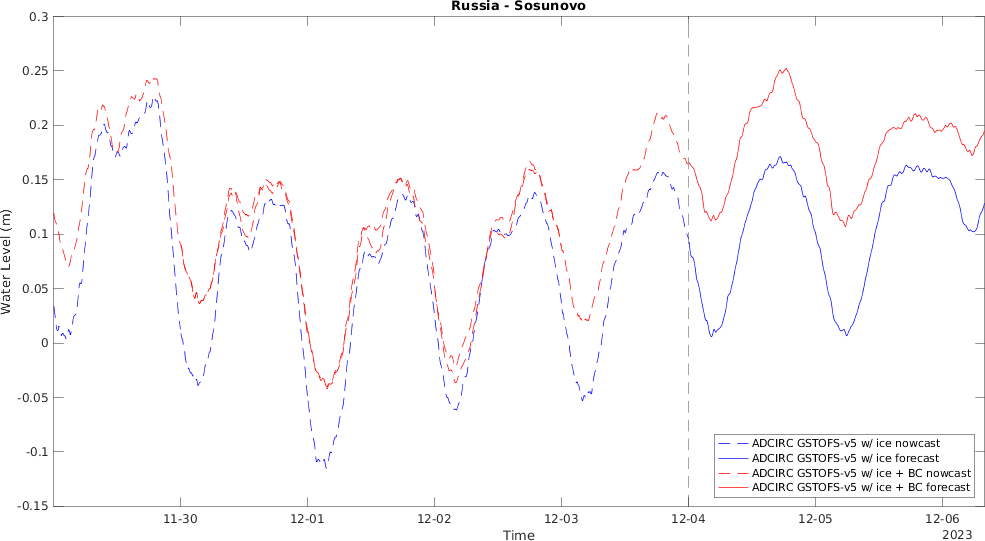 Russia - Sosunovo
0.3
0.25
0.2
0.15
0.1
0.05
0
-0.05
-0.1
-0.15
Water Level (m)
11-30
12-01
12-02
12-03
12-04
12-05
12-06
Time
2023
ADCIRC GSTOFS-v5 w/ ice nowcast
ADCIRC GSTOFS-v5 w/ ice forecast
ADCIRC GSTOFS-v5 w/ ice + BC nowcast
ADCIRC GSTOFS-v5 w/ ice + BC forecast